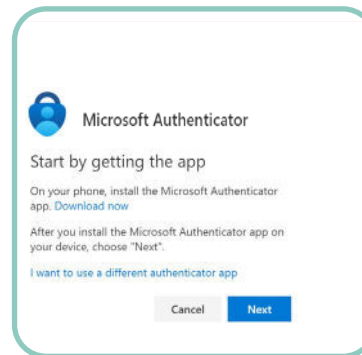 Microsoft Authenticator
Start by getting the app
On your phone, install the Microsoft Authenticator
app. Download now
After you install the Microsoft Authenticator app on
your device, choose "Next".
I want to use a different authenticator app
Cancel Next